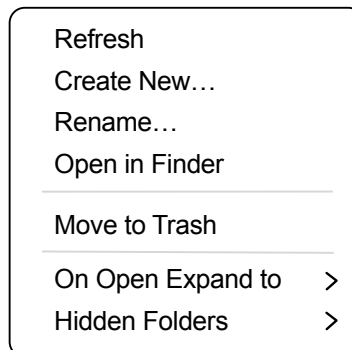 Refresh
Create New…
Rename…
Open in Finder
Move to Trash
On Open Expand to
Hidden Folders